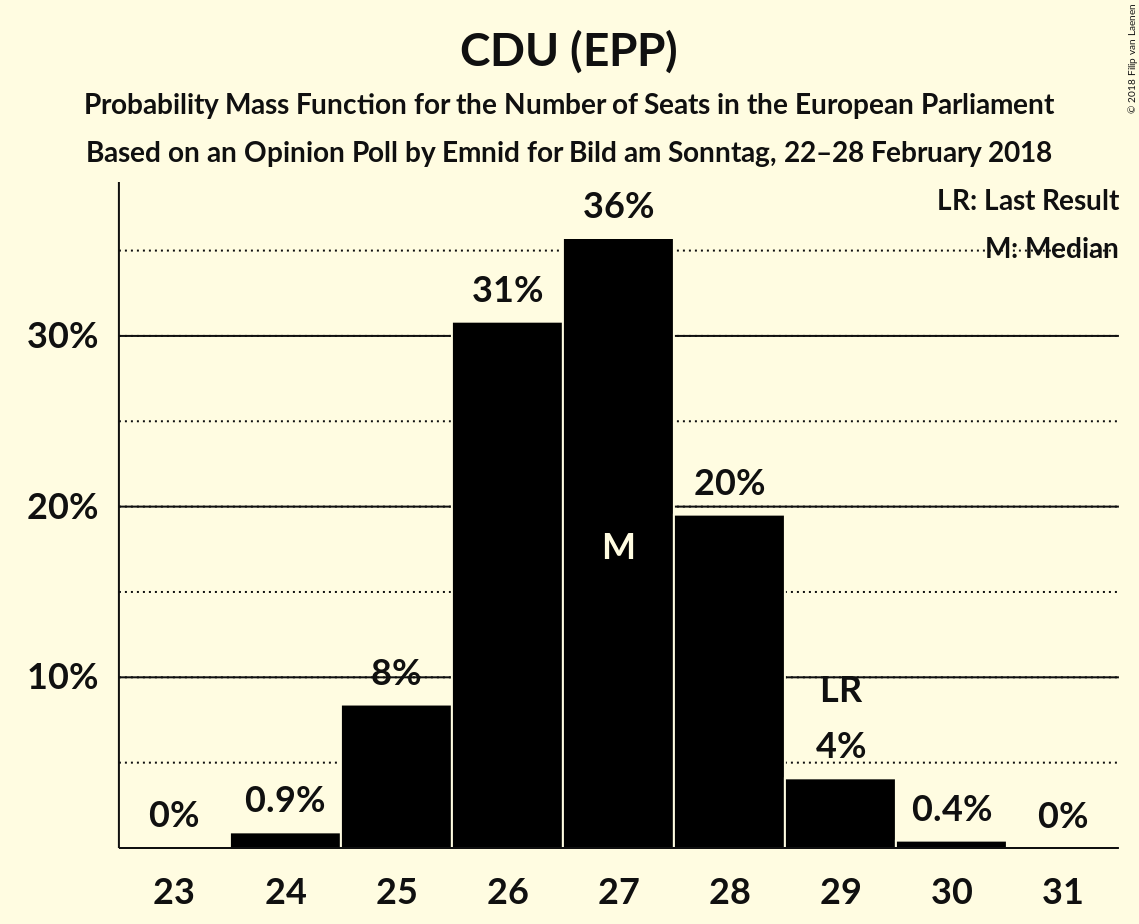 CDU (EPP)
Probability Mass Function for the Number of Seats in the European Parliament
Based on an Opinion Poll by Emnid for Bild am Sonntag, 22–28 February 2018
© 2018 Filip van Laenen
LR: Last Result
M: Median
36%
31%
30%
20%
20%
M
10%
8%
LR
4%
0%
0.9%
0.4%
0%
23 24 25 26 27 28 29 30 31